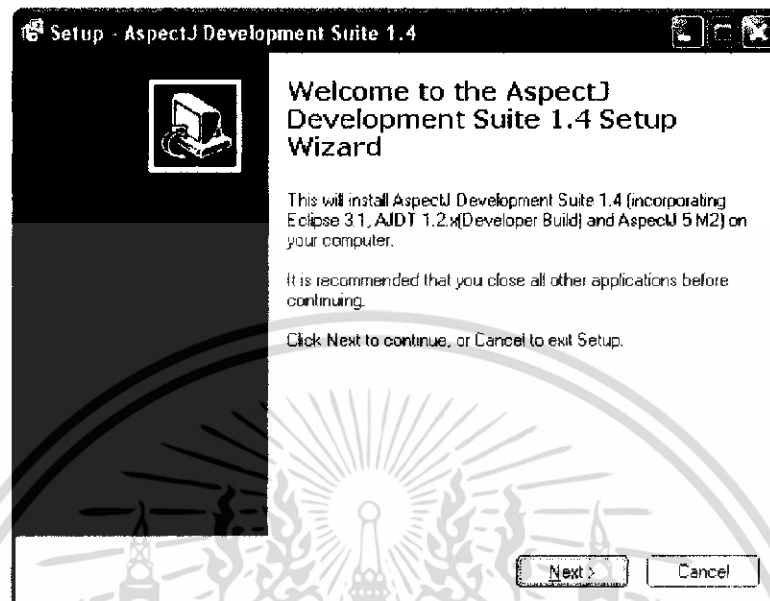 Setup - AspectJ Development Suite 1.4
Welcome to the AspectJ
Development Suite 1.4 Setup
Wizard
This will install AspectJ Development Suite 1.4 (incorporating
Eclipse 3.1, AJDT 1.2.x(Developer Build) and AspectJ 5 M2) on
your computer.
It is recommended that you close all other applications before
continuing.
Click Next to continue, or Cancel to exit Setup.
Next >
Cancel